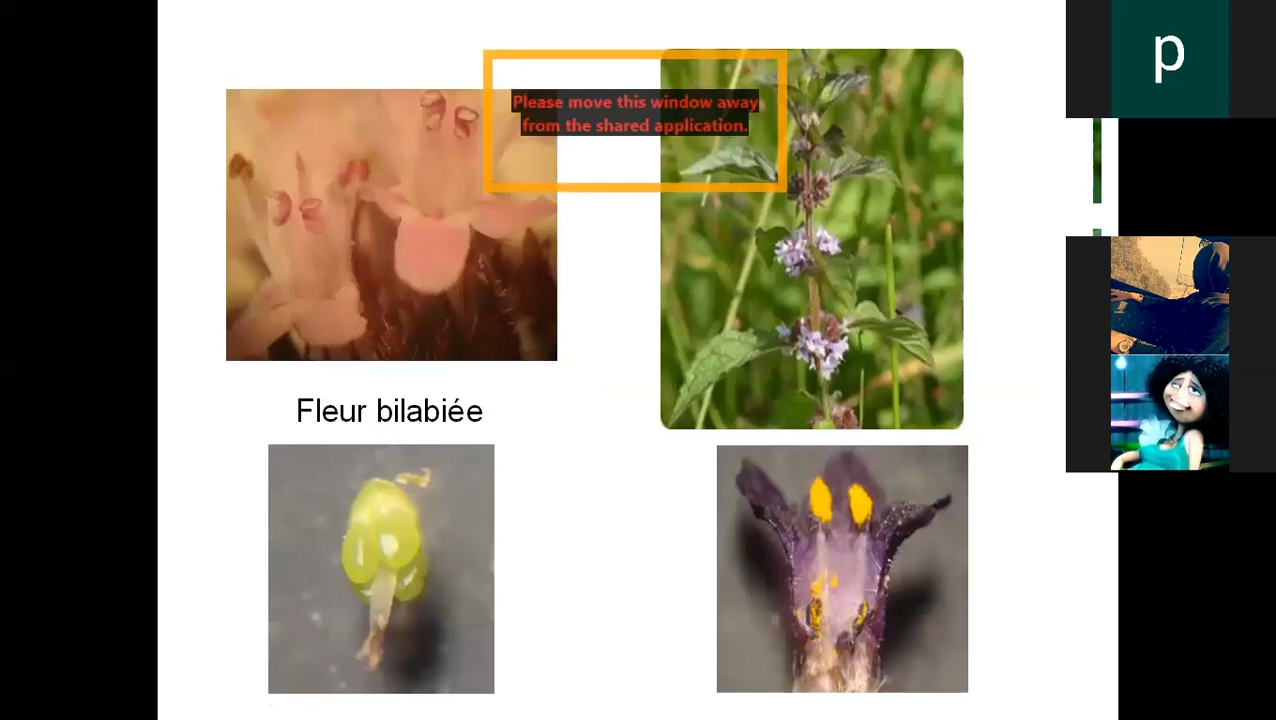 p
Please move this window away
from the shared application.
Fleur bilabiée